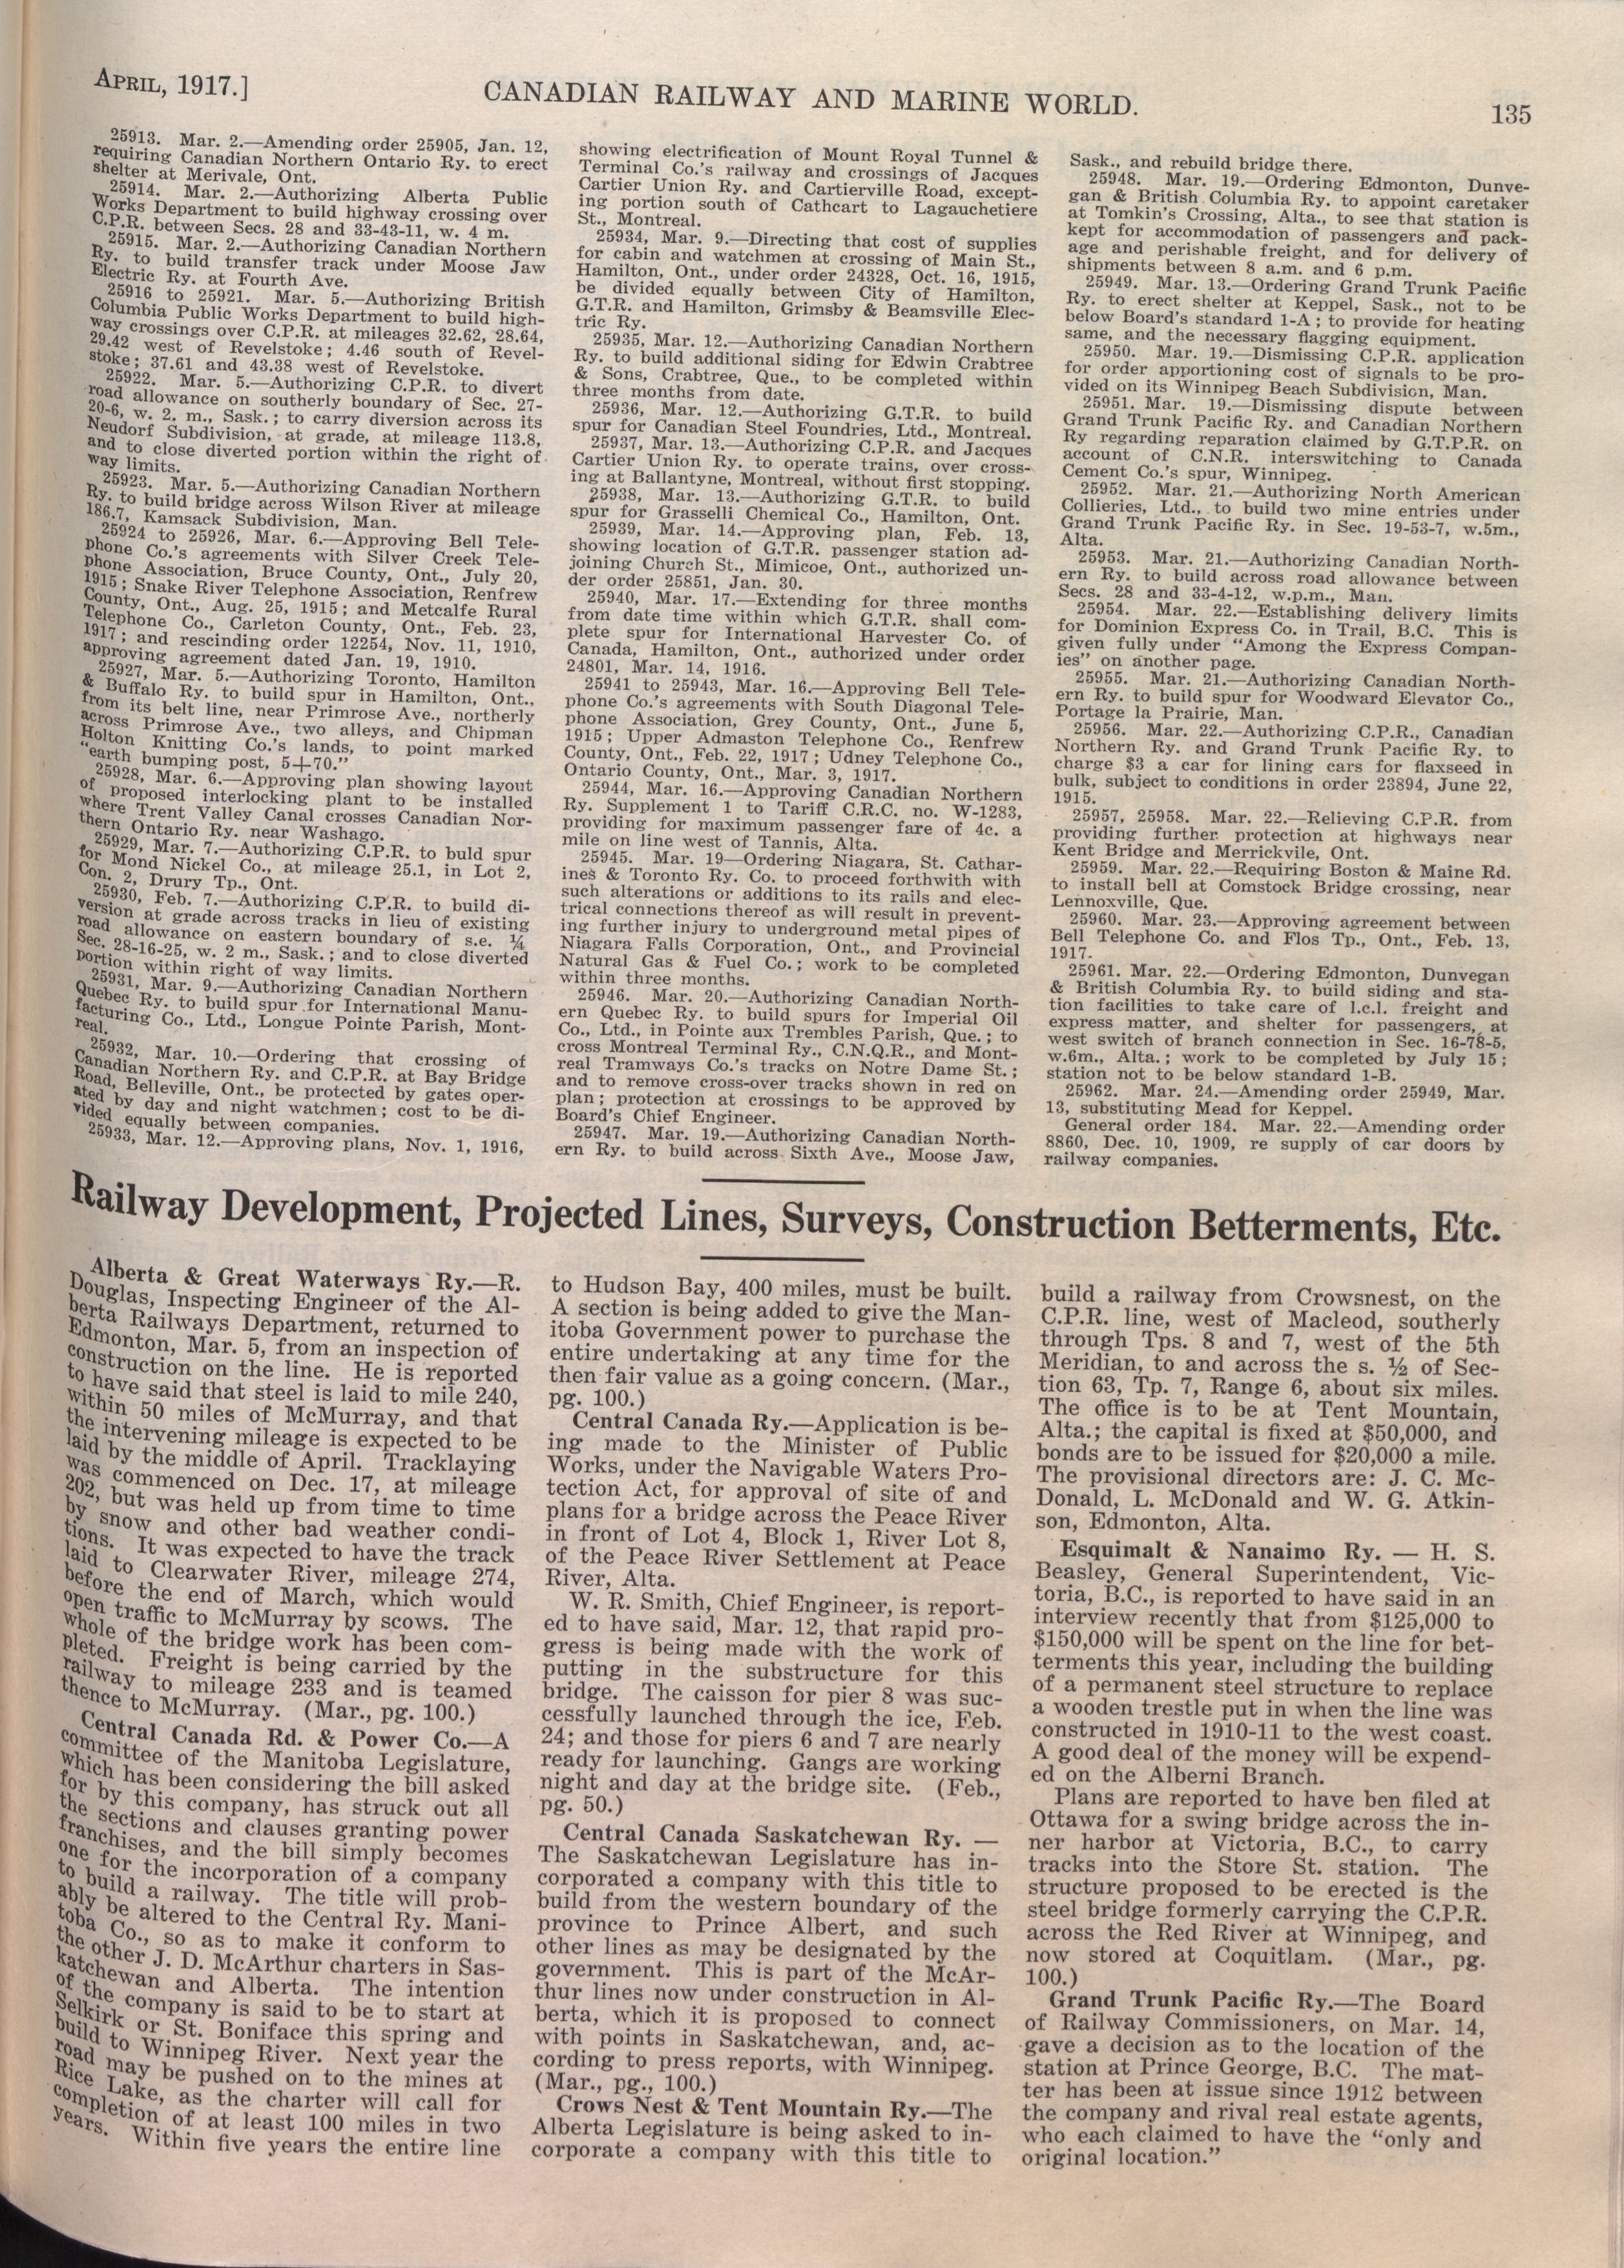 APRIL, 1917.]
CANADIAN RAILWAY AND MARINE WORLD.
135
25913. Mar. 2.—Amending order 25905, Jan. 12,
requiring Canadian Northern Ontario Ry. to erect
shelter at Merivale, Ont.
25914. Mar. 2.—Authorizing Alberta Public
Works Department to build highway crossing over
C.P.R. between Secs. 28 and 33-43-11, w. 4 m.
25915. Mar. 2.—Authorizing Canadian Northern
Ry. to build transfer track under Moose Jaw
Electric Ry. at Fourth Ave.
25916 to 25921. Mar. 5.—Authorizing British
Columbia Public Works Department to build high-
way crossings over C.P.R. at mileages 32.62, 28.64,
29.42 west of Revelstoke; 4.46 south of Revel-
stoke; 37.61 and 43.38 west of Revelstoke.
25922. Mar. 5.—Authorizing C.P.R. to divert
road allowance on southerly boundary of Sec. 27-
20-6, w. 2. m., Sask.; to carry diversion across its
Neudorf Subdivision, at grade, at mileage 113.8,
and to close diverted portion within the right of
way limits.
25923. Mar. 5.—Authorizing Canadian Northern
Ry. to build bridge across Wilson River at mileage
186.7, Kamsack Subdivision, Man.
25924 to 25926, Mar. 6.—Approving Bell Tele-
phone Co.'s agreements with Silver Creek Tele-
phone Association, Bruce County, Ont., July 20,
1915; Snake River Telephone Association, Renfrew
County, Ont., Aug. 25, 1915; and Metcalfe Rural
Telephone Co., Carleton County, Ont., Feb. 23,
1917; and rescinding order 12254, Nov. 11, 1910,
approving agreement dated Jan. 19, 1910.
25927, Mar. 5.—Authorizing Toronto, Hamilton
& Buffalo Ry. to build spur in Hamilton, Ont.,
from its belt line, near Primrose Ave., northerly
across Primrose Ave., two alleys, and Chipman
Holton Knitting Co.'s lands, to point marked
"earth bumping post, 5+70."
25928, Mar. 6.—Approving plan showing layout
of proposed interlocking plant to be installed
where Trent Valley Canal crosses Canadian Nor-
thern Ontario Ry. near Washago.
25929, Mar. 7.—Authorizing C.P.R. to buld spur
for Mond Nickel Co., at mileage 25.1, in Lot 2,
Con. 2, Drury Tp., Ont.
25930, Feb. 7.—Authorizing C.P.R. to build di-
version at grade across tracks in lieu of existing
road allowance on eastern boundary of s.e. ¼
Sec. 28-16-25, w. 2 m., Sask.; and to close diverted
portion within right of way limits.
25931, Mar. 9.—Authorizing Canadian Northern
Quebec Ry. to build spur for International Manu-
facturing Co., Ltd., Longue Pointe Parish, Mont-
real.
25932, Mar. 10.—Ordering that crossing of
Canadian Northern Ry. and C.P.R. at Bay Bridge
Road, Belleville, Ont., be protected by gates oper-
ated by day and night watchmen; cost to be di-
vided equally between companies.
25933, Mar. 12.—Approving plans, Nov. 1, 1916,
showing electrification of Mount Royal Tunnel &
Terminal Co.'s railway and crossings of Jacques
Cartier Union Ry. and Cartierville Road, except-
ing portion south of Cathcart to Lagauchetiere
St., Montreal.
25934, Mar. 9.—Directing that cost of supplies
for cabin and watchmen at crossing of Main St.,
Hamilton, Ont., under order 24328, Oct. 16, 1915,
be divided equally between City of Hamilton,
G.T.R. and Hamilton, Grimsby & Beamsville Elec-
tric Ry.
25935, Mar. 12.—Authorizing Canadian Northern
Ry. to build additional siding for Edwin Crabtree
& Sons, Crabtree, Que., to be completed within
three months from date.
25936, Mar. 12.—Authorizing G.T.R. to build
spur for Canadian Steel Foundries, Ltd., Montreal.
25937, Mar. 13.—Authorizing C.P.R. and Jacques
Cartier Union Ry. to operate trains, over cross-
ing at Ballantyne, Montreal, without first stopping.
25938, Mar. 13.—Authorizing G.T.R. to build
spur for Grasselli Chemical Co., Hamilton, Ont.
25939, Mar. 14.—Approving plan, Feb. 13,
showing location of G.T.R. passenger station ad-
joining Church St., Mimicoe, Ont., authorized un-
der order 25851, Jan. 30.
25940, Mar. 17.—Extending for three months
from date time within which G.T.R. shall com-
plete spur for International Harvester Co. of
Canada, Hamilton, Ont., authorized under order
24801, Mar. 14, 1916.
25941 to 25943, Mar. 16.—Approving Bell Tele-
phone Co.'s agreements with South Diagonal Tele-
phone Association, Grey County, Ont., June 5,
1915; Upper Admaston Telephone Co., Renfrew
County, Ont., Feb. 22, 1917; Udney Telephone Co.,
Ontario County, Ont., Mar. 3, 1917.
25944, Mar. 16.—Approving Canadian Northern
Ry. Supplement 1 to Tariff C.R.C. no. W-1283,
providing for maximum passenger fare of 4c. a
mile on line west of Tannis, Alta.
25945. Mar. 19—Ordering Niagara, St. Cathar-
ines & Toronto Ry. Co. to proceed forthwith with
such alterations or additions to its rails and elec-
trical connections thereof as will result in prevent-
ing further injury to underground metal pipes of
Niagara Falls Corporation, Ont., and Provincial
Natural Gas & Fuel Co.; work to be completed
within three months.
25946. Mar. 20.—Authorizing Canadian North-
ern Quebec Ry. to build spurs for Imperial Oil
Co., Ltd., in Pointe aux Trembles Parish, Que.; to
cross Montreal Terminal Ry., C.N.Q.R., and Mont-
real Tramways Co.'s tracks on Notre Dame St.;
and to remove cross-over tracks shown in red on
plan; protection at crossings to be approved by
Board's Chief Engineer.
25947. Mar. 19.—Authorizing Canadian North-
ern Ry. to build across Sixth Ave., Moose Jaw,
Sask., and rebuild bridge there.
25948. Mar. 19.—Ordering Edmonton, Dunve-
gan & British Columbia Ry. to appoint caretaker
at Tomkin's Crossing, Alta., to see that station is
kept for accommodation of passengers and pack-
age and perishable freight, and for delivery of
shipments between 8 a.m. and 6 p.m.
25949. Mar. 13.—Ordering Grand Trunk Pacific
Ry. to erect shelter at Keppel, Sask., not to be
below Board's standard 1-A; to provide for heating
same, and the necessary flagging equipment.
25950. Mar. 19.—Dismissing C.P.R. application
for order apportioning cost of signals to be pro-
vided on its Winnipeg Beach Subdivision, Man.
25951. Mar. 19.—Dismissing dispute between
Grand Trunk Pacific Ry. and Canadian Northern
Ry regarding reparation claimed by G.T.P.R. on
account of C.N.R. interswitching to Canada
Cement Co.'s spur, Winnipeg.
25952. Mar. 21.—Authorizing North American
Collieries, Ltd., to build two mine entries under
Grand Trunk Pacific Ry. in Sec. 19-53-7, w.5m.,
Alta.
25953. Mar. 21.—Authorizing Canadian North-
ern Ry. to build across road allowance between
Secs. 28 and 33-4-12, w.p.m., Man.
25954. Mar. 22.—Establishing delivery limits
for Dominion Express Co. in Trail, B.C. This is
given fully under "Among the Express Compan-
ies" on another page.
25955. Mar. 21.—Authorizing Canadian North-
ern Ry. to build spur for Woodward Elevator Co.,
Portage la Prairie, Man.
25956. Mar. 22.—Authorizing C.P.R., Canadian
Northern Ry. and Grand Trunk Pacific Ry. to
charge $3 a car for lining cars for flaxseed in
bulk, subject to conditions in order 23894, June 22,
1915.
25957, 25958. Mar. 22.—Relieving C.P.R. from
providing further protection at highways near
Kent Bridge and Merrickvile, Ont.
25959. Mar. 22.—Requiring Boston & Maine Rd.
to install bell at Comstock Bridge crossing, near
Lennoxville, Que.
25960. Mar. 23.—Approving agreement between
Bell Telephone Co. and Flos Tp., Ont., Feb. 13,
1917.
25961. Mar. 22.—Ordering Edmonton, Dunvegan
& British Columbia Ry. to build siding and sta-
tion facilities to take care of l.c.l. freight and
express matter, and shelter for passengers, at
west switch of branch connection in Sec. 16-78-5,
w.6m., Alta.; work to be completed by July 15;
station not to be below standard 1-B.
25962. Mar. 24.—Amending order 25949, Mar.
13, substituting Mead for Keppel.
General order 184. Mar. 22.—Amending order
8860, Dec. 10, 1909, re supply of car doors by
railway companies.
Railway Development, Projected Lines, Surveys, Construction Betterments, Etc.
Alberta & Great Waterways Ry.—R.
Douglas, Inspecting Engineer of the Al-
berta Railways Department, returned to
Edmonton, Mar. 5, from an inspection of
construction on the line. He is reported
to have said that steel is laid to mile 240,
within 50 miles of McMurray, and that
the intervening mileage is expected to be
laid by the middle of April. Tracklaying
was commenced on Dec. 17, at mileage
202, but was held up from time to time
by snow and other bad weather condi-
tions. It was expected to have the track
laid to Clearwater River, mileage 274,
before the end of March, which would
open traffic to McMurray by scows. The
whole of the bridge work has been com-
pleted. Freight is being carried by the
railway to mileage 233 and is teamed
thence to McMurray. (Mar., pg. 100.)
Central Canada Rd. & Power Co.—A
committee of the Manitoba Legislature,
which has been considering the bill asked
for by this company, has struck out all
the sections and clauses granting power
franchises, and the bill simply becomes
one for the incorporation of a company
to build a railway. The title will prob-
ably be altered to the Central Ry. Mani-
toba Co., so as to make it conform to
the other J. D. McArthur charters in Sas-
katchewan and Alberta. The intention
of the company is said to be to start at
Selkirk or St. Boniface this spring and
build to Winnipeg River. Next year the
road may be pushed on to the mines at
Rice Lake, as the charter will call for
completion of at least 100 miles in two
years. Within five years the entire line
to Hudson Bay, 400 miles, must be built.
A section is being added to give the Man-
itoba Government power to purchase the
entire undertaking at any time for the
then fair value as a going concern. (Mar.,
pg. 100.)
Central Canada Ry.—Application is be-
ing made to the Minister of Public
Works, under the Navigable Waters Pro-
tection Act, for approval of site of and
plans for a bridge across the Peace River
in front of Lot 4, Block 1, River Lot 8,
of the Peace River Settlement at Peace
River, Alta.
W. R. Smith, Chief Engineer, is report-
ed to have said, Mar. 12, that rapid pro-
gress is being made with the work of
putting in the substructure for this
bridge. The caisson for pier 8 was suc-
cessfully launched through the ice, Feb.
24; and those for piers 6 and 7 are nearly
ready for launching. Gangs are working
night and day at the bridge site. (Feb.,
pg. 50.)
Central Canada Saskatchewan Ry. —
The Saskatchewan Legislature has in-
corporated a company with this title to
build from the western boundary of the
province to Prince Albert, and such
other lines as may be designated by the
government. This is part of the McAr-
thur lines now under construction in Al-
berta, which it is proposed to connect
with points in Saskatchewan, and, ac-
cording to press reports, with Winnipeg.
(Mar., pg., 100.)
Crows Nest & Tent Mountain Ry.—The
Alberta Legislature is being asked to in-
corporate a company with this title to
build a railway from Crowsnest, on the
C.P.R. line, west of Macleod, southerly
through Tps. 8 and 7, west of the 5th
Meridian, to and across the s. ½ of Sec-
tion 63, Tp. 7, Range 6, about six miles.
The office is to be at Tent Mountain,
Alta.; the capital is fixed at $50,000, and
bonds are to be issued for $20,000 a mile.
The provisional directors are: J. C. Mc-
Donald, L. McDonald and W. G. Atkin-
son, Edmonton, Alta.
Esquimalt & Nanaimo Ry. — H. S.
Beasley, General Superintendent, Vic-
toria, B.C., is reported to have said in an
interview recently that from $125,000 to
$150,000 will be spent on the line for bet-
terments this year, including the building
of a permanent steel structure to replace
a wooden trestle put in when the line was
constructed in 1910-11 to the west coast.
A good deal of the money will be expend-
ed on the Alberni Branch.
Plans are reported to have ben filed at
Ottawa for a swing bridge across the in-
ner harbor at Victoria, B.C., to carry
tracks into the Store St. station. The
structure proposed to be erected is the
steel bridge formerly carrying the C.P.R.
across the Red River at Winnipeg, and
now stored at Coquitlam. (Mar., pg.
100.)
Grand Trunk Pacific Ry.—The Board
of Railway Commissioners, on Mar. 14,
gave a decision as to the location of the
station at Prince George, B.C. The mat-
ter has been at issue since 1912 between
the company and rival real estate agents,
who each claimed to have the "only and
original location."